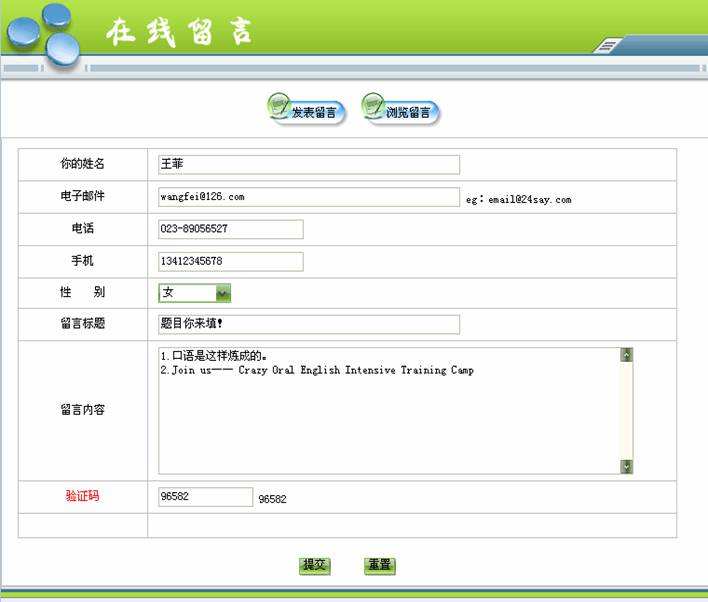 在线留言
发表留言 浏览留言
你的姓名 王菲
电子邮件 wangfei@126.com eg：email@24say.com
电话 023-89056527
手机 13412345678
性 别 女
留言标题 题目你来填！
留言内容 1.口语是这样炼成的。
2.Join us—— Crazy Oral English Intensive Training Camp
验证码 96582 96582
提交 重置